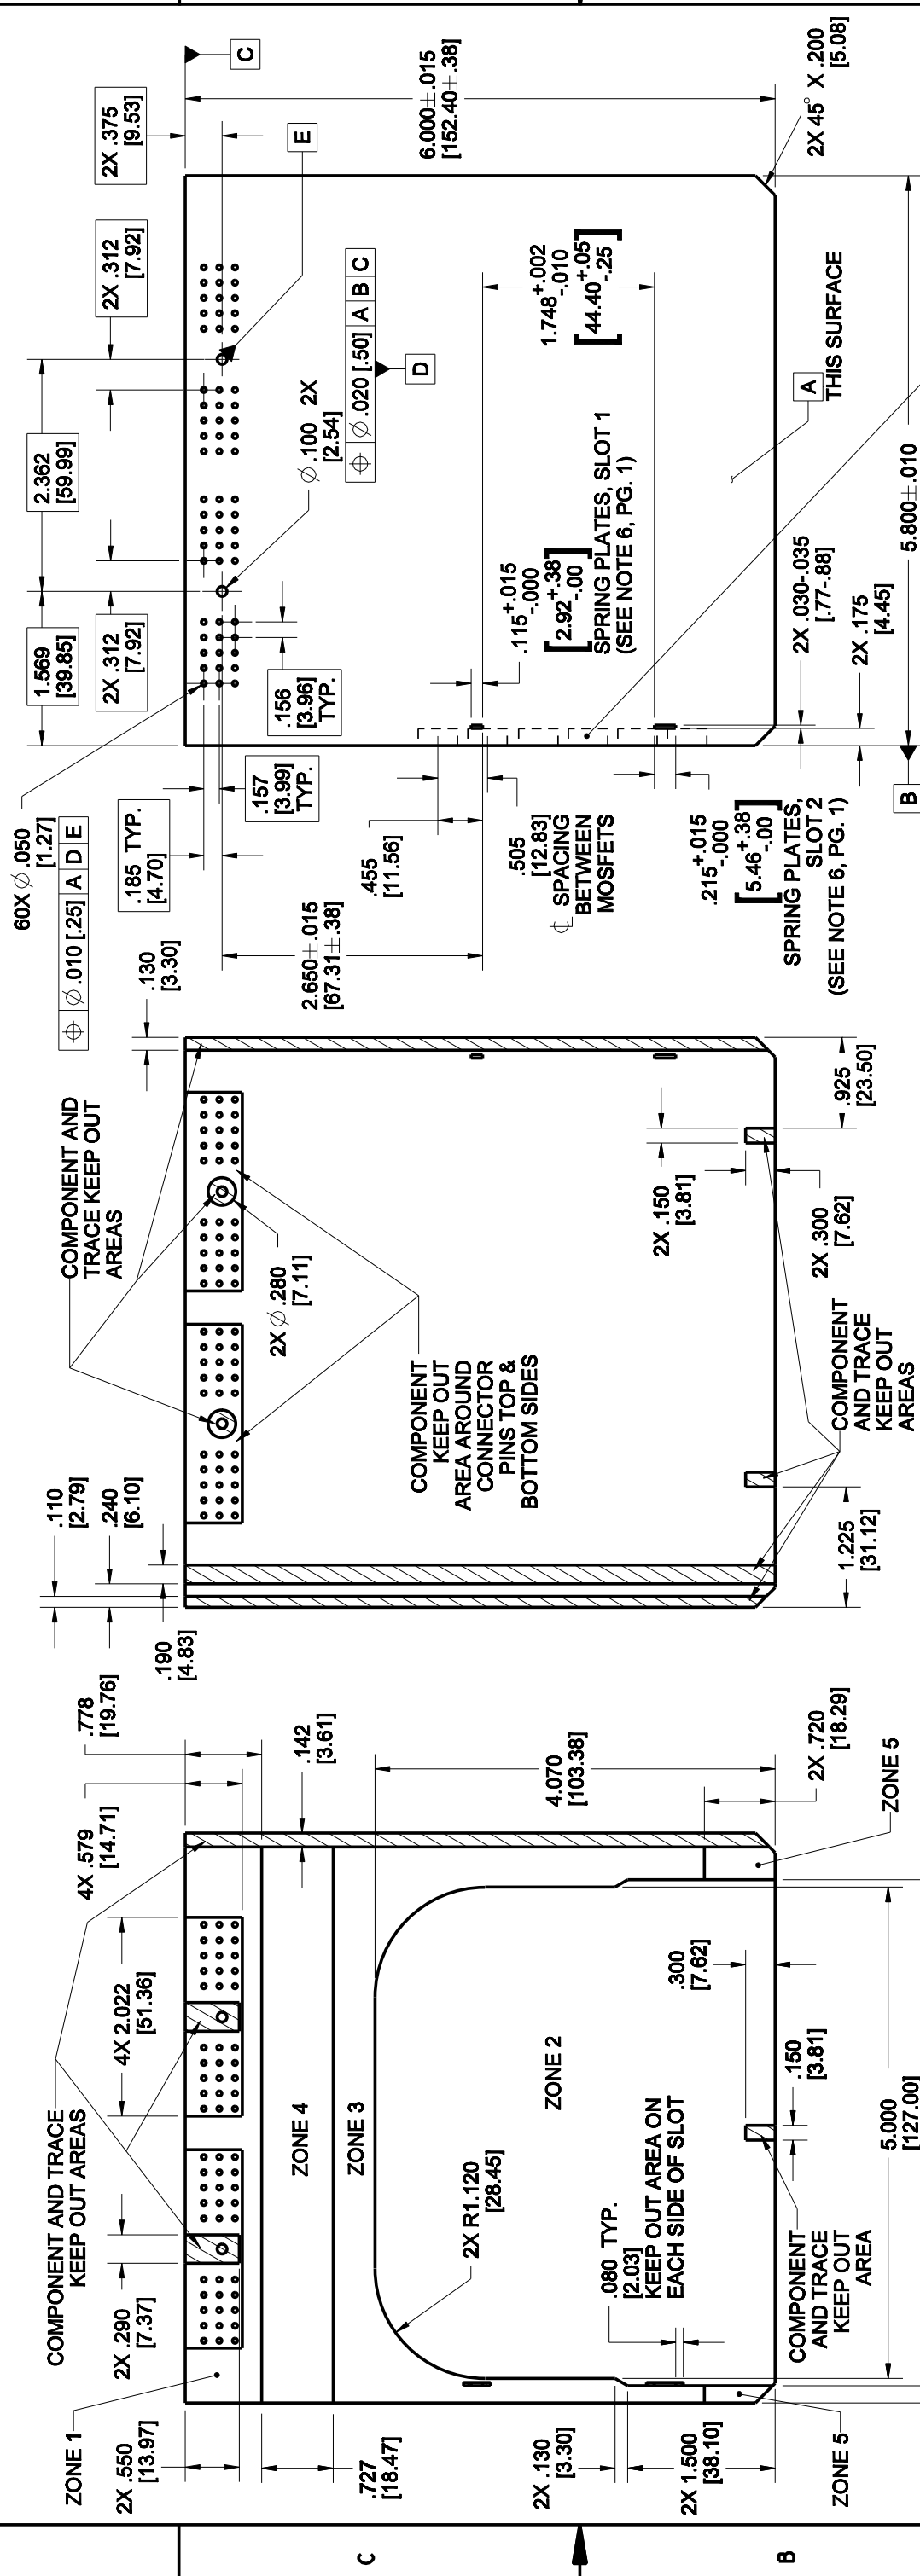 C
B
ZONE 1
2X .550
[13.97]
.727
[18.47]
2X .130
[3.30]
2X 1.500
[38.10]
ZONE 5
COMPONENT AND TRACE
KEEP OUT AREAS
2X .290
[7.37]
4X 2.022
[51.36]
4X .579
[14.71]
.778
[19.76]
.142
[3.61]
ZONE 4
ZONE 3
2X R1.120
[28.45]
ZONE 2
4.070
[103.38]
2X .720
[18.29]
ZONE 5
.080 TYP.
[2.03]
KEEP OUT AREA ON
EACH SIDE OF SLOT
.300
[7.62]
.150
[3.81]
COMPONENT
AND TRACE
KEEP OUT
AREA
5.000
[127.00]
.110
[2.79]
.240
[6.10]
.190
[4.83]
COMPONENT AND
TRACE KEEP OUT
AREAS
.130
[3.30]
2X ∅ .280
[7.11]
COMPONENT
KEEP OUT
AREA AROUND
CONNECTOR
PINS TOP &
BOTTOM SIDES
2X .150
[3.81]
2X .300
[7.62]
.925
[23.50]
1.225
[31.12]
COMPONENT
AND TRACE
KEEP OUT
AREAS
60X ∅ .050
[1.27]
⌖ ∅ .010 [.25] A D E
.185 TYP.
[4.70]
.157
[3.99]
TYP.
.156
[3.96]
TYP.
1.569
[39.85]
2.362
[59.99]
2X .312
[7.92]
2X .312
[7.92]
2X .375
[9.53]
C
E
∅ .100 2X
[2.54]
⌖ ∅ .020 [.50] A B C
D
6.000±.015
[152.40±.38]
2.650±.015
[67.31±.38]
.455
[11.56]
.505
[12.83]
℄ SPACING
BETWEEN
MOSFETS
.115 +.015 -.000
[2.92 +.38 -.00]
SPRING PLATES, SLOT 1
(SEE NOTE 6, PG. 1)
1.748 +.002 -.010
[44.40 +.05 -.25]
.215 +.015 -.000
[5.46 +.38 -.00]
SPRING PLATES,
SLOT 2
(SEE NOTE 6, PG. 1)
2X .030-.035
[.77-.88]
2X .175
[4.45]
A
THIS SURFACE
2X 45° X .200
[5.08]
5.800±.010
B